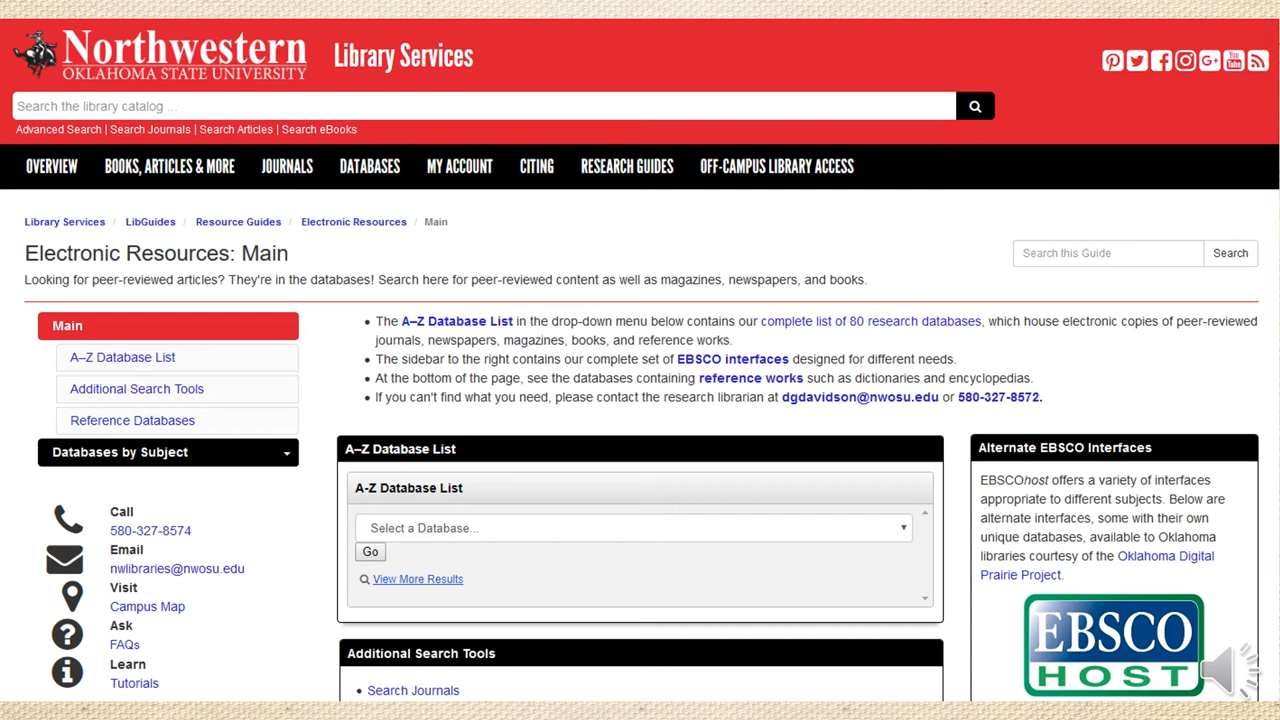 Northwestern
OKLAHOMA STATE UNIVERSITY
Library Services
Search the library catalog ...
Advanced Search | Search Journals | Search Articles | Search eBooks
OVERVIEW BOOKS, ARTICLES & MORE JOURNALS DATABASES MY ACCOUNT CITING RESEARCH GUIDES OFF-CAMPUS LIBRARY ACCESS
Library Services / LibGuides / Resource Guides / Electronic Resources / Main
Electronic Resources: Main
Search this Guide Search
Looking for peer-reviewed articles? They're in the databases! Search here for peer-reviewed content as well as magazines, newspapers, and books.
Main
A–Z Database List
Additional Search Tools
Reference Databases
Databases by Subject
Call
580-327-8574
Email
nwlibraries@nwosu.edu
Visit
Campus Map
Ask
FAQs
Learn
Tutorials
• The A–Z Database List in the drop-down menu below contains our complete list of 80 research databases, which house electronic copies of peer-reviewed
journals, newspapers, magazines, books, and reference works.
• The sidebar to the right contains our complete set of EBSCO interfaces designed for different needs.
• At the bottom of the page, see the databases containing reference works such as dictionaries and encyclopedias.
• If you can't find what you need, please contact the research librarian at dgdavidson@nwosu.edu or 580-327-8572.
A–Z Database List
A-Z Database List
Select a Database...
Go
View More Results
Additional Search Tools
• Search Journals
Alternate EBSCO Interfaces
EBSCOhost offers a variety of interfaces
appropriate to different subjects. Below are
alternate interfaces, some with their own
unique databases, available to Oklahoma
libraries courtesy of the Oklahoma Digital
Prairie Project.
EBSCO
HOST